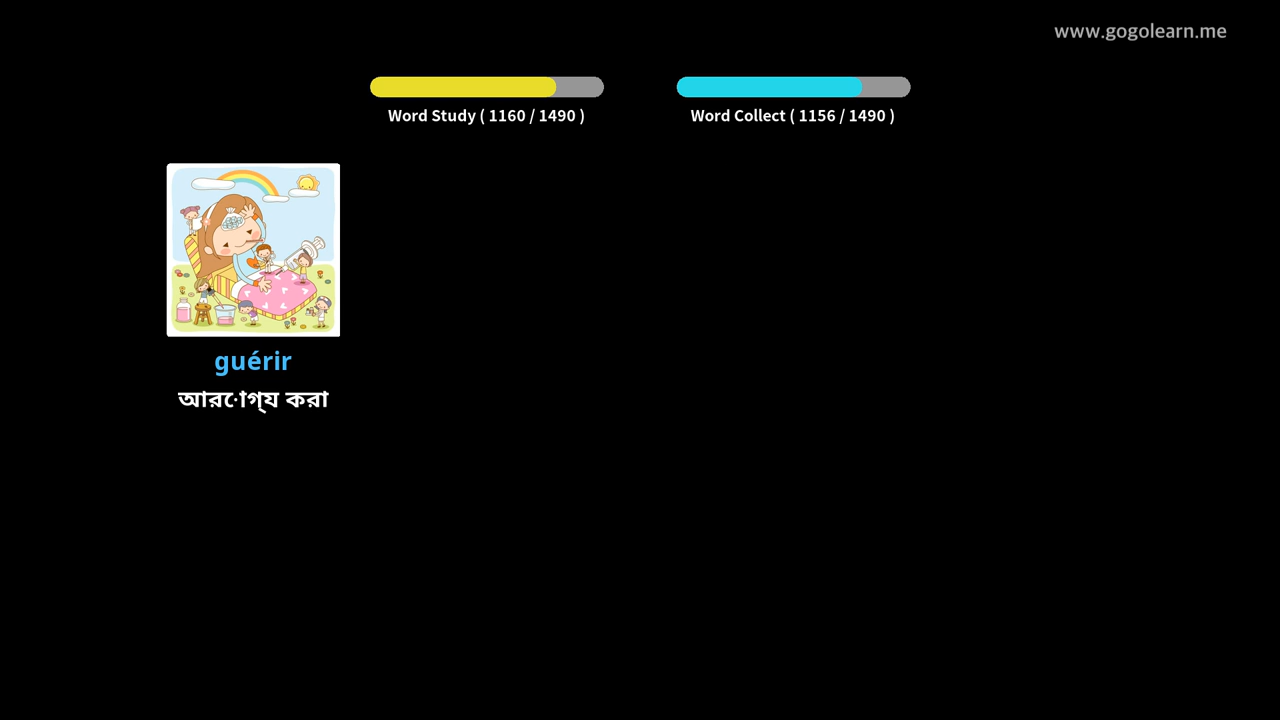 www.gogolearn.me
Word Study ( 1160 / 1490 )
Word Collect ( 1156 / 1490 )
guérir
আরোগ্য করা